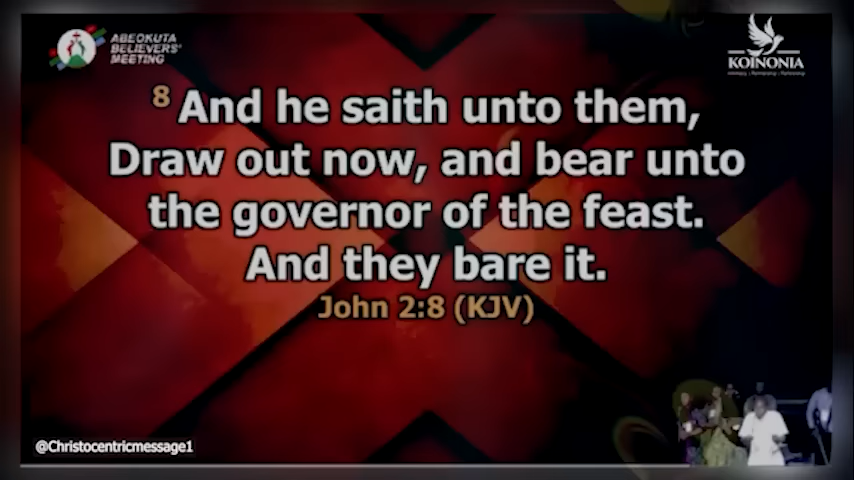 ABEOKUTA
BELIEVERS'
MEETING
KOINONIA
8 And he saith unto them,
Draw out now, and bear unto
the governor of the feast.
And they bare it.
John 2:8 (KJV)
@Christocentricmessage1